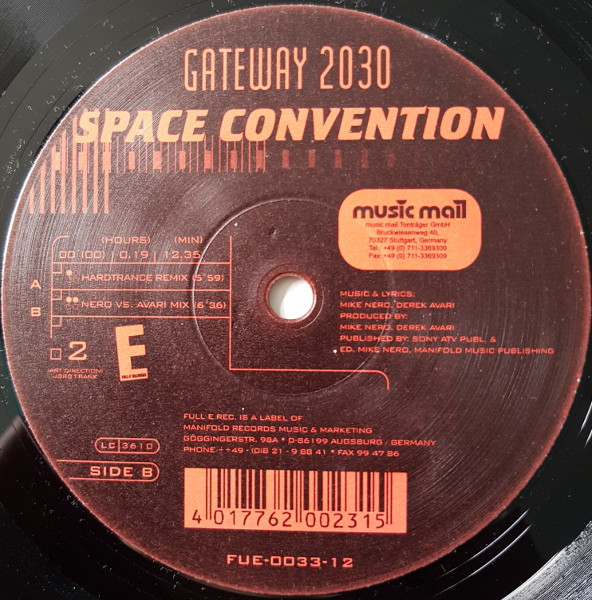 GATEWAY 2030
SPACE CONVENTION
music mail
music mail Tonträger GmbH
Bruckwiesenweg 40,
70327 Stuttgart, Germany
Tel.: +49 (0) 711-3369300
Fax +49 (0) 711-3369309
(HOURS) (MIN)
00 (00) 0.19 12.35
A
* HARDTRANCE REMIX (5´59)
B
** NERO VS. AVARI MIX (6´36)
2
E
(ART DIRECTION)
MUSIC & LYRICS:
MIKE NERO, DEREK AVARI
PRODUCED BY:
MIKE NERO, DEREK AVARI
PUBLISHED BY: SONY ATV PUBL. &
ED. MIKE NERO, MANIFOLD MUSIC PUBLISHING
FULL E REC. IS A LABEL OF
MANIFOLD RECORDS MUSIC & MARKETING
GÖGGINGERSTR. 98A * D-86199 AUGSBURG / GERMANY
PHONE ++49 - (0)8 21 - 9 98 41 * FAX 99 47 86
LC 3610
SIDE B
4 017762 002315
FUE-0033-12